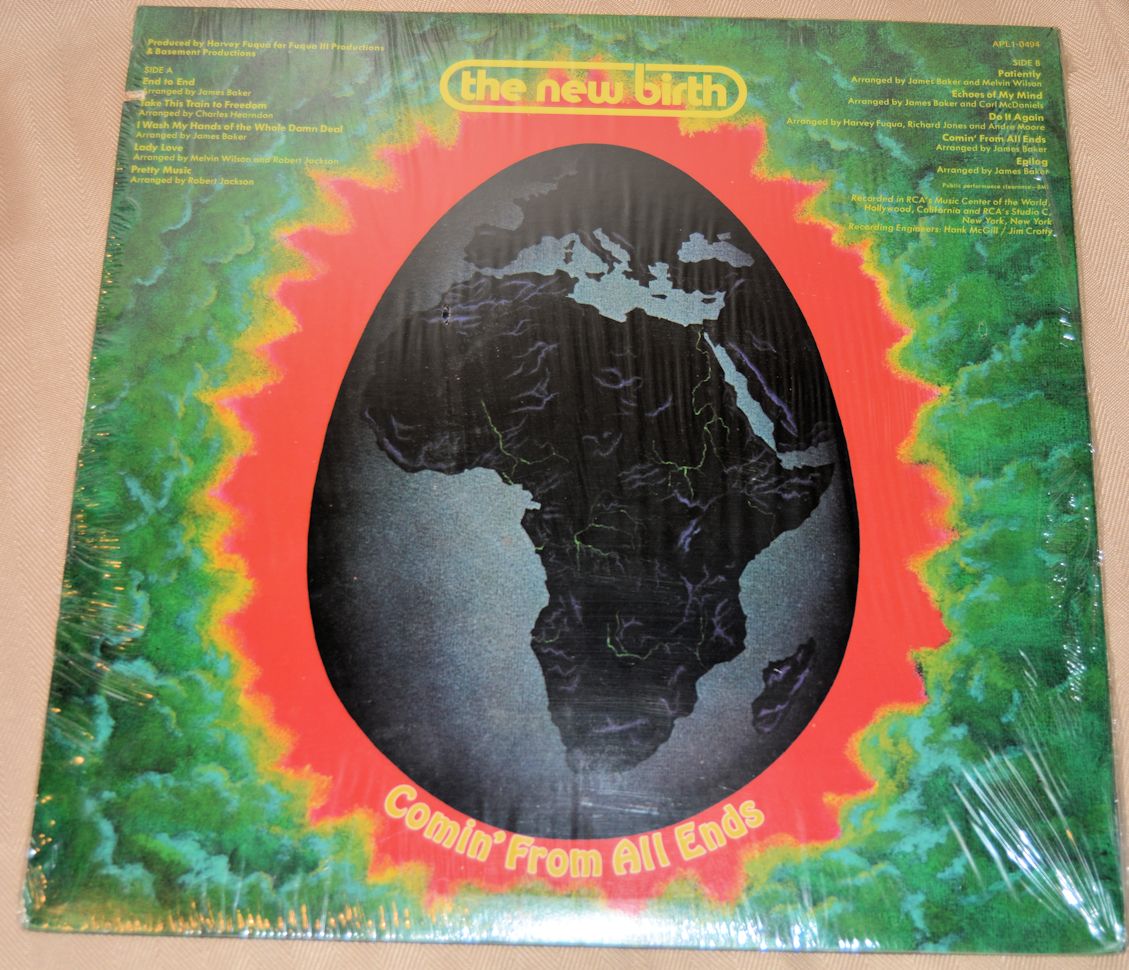 Produced by Harvey Fuqua for Fuqua III Productions
& Basement Productions
SIDE A
End to End
Arranged by James Baker
Take This Train to Freedom
Arranged by Charles Hearndon
I Wash My Hands of the Whole Damn Deal
Arranged by James Baker
Lady Love
Arranged by Melvin Wilson and Robert Jackson
Pretty Music
Arranged by Robert Jackson
the new birth
APL1-0494
SIDE B
Patiently
Arranged by James Baker and Melvin Wilson
Echoes of My Mind
Arranged by James Baker and Carl McDaniels
Do It Again
Arranged by Harvey Fuqua, Richard Jones and Andre Moore
Comin' From All Ends
Arranged by James Baker
Epilog
Arranged by James Baker
Public performance clearance—BMI
Recorded in RCA's Music Center of the World,
Hollywood, California and RCA's Studio C,
New York, New York
Recording Engineers: Hank McGill / Jim Crotty
Comin' From All Ends